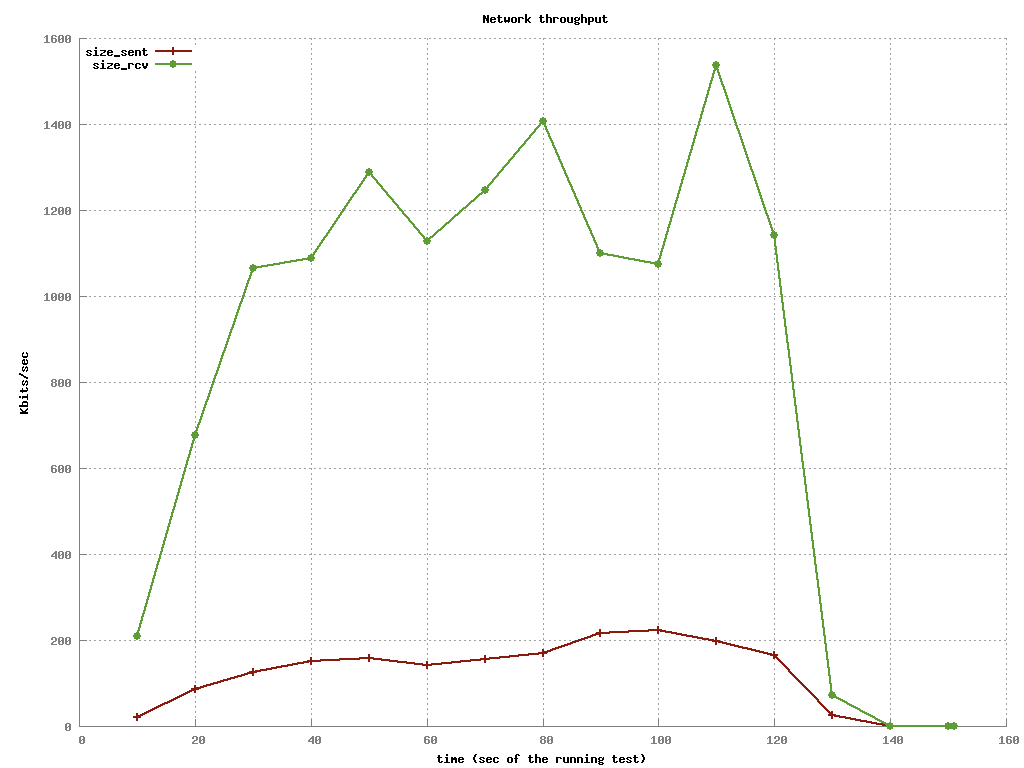 Network throughput
size_sent
size_rcv
1600
1400
1200
1000
800
600
400
200
0
Kbits/sec
0 20 40 60 80 100 120 140 160
time (sec of the running test)